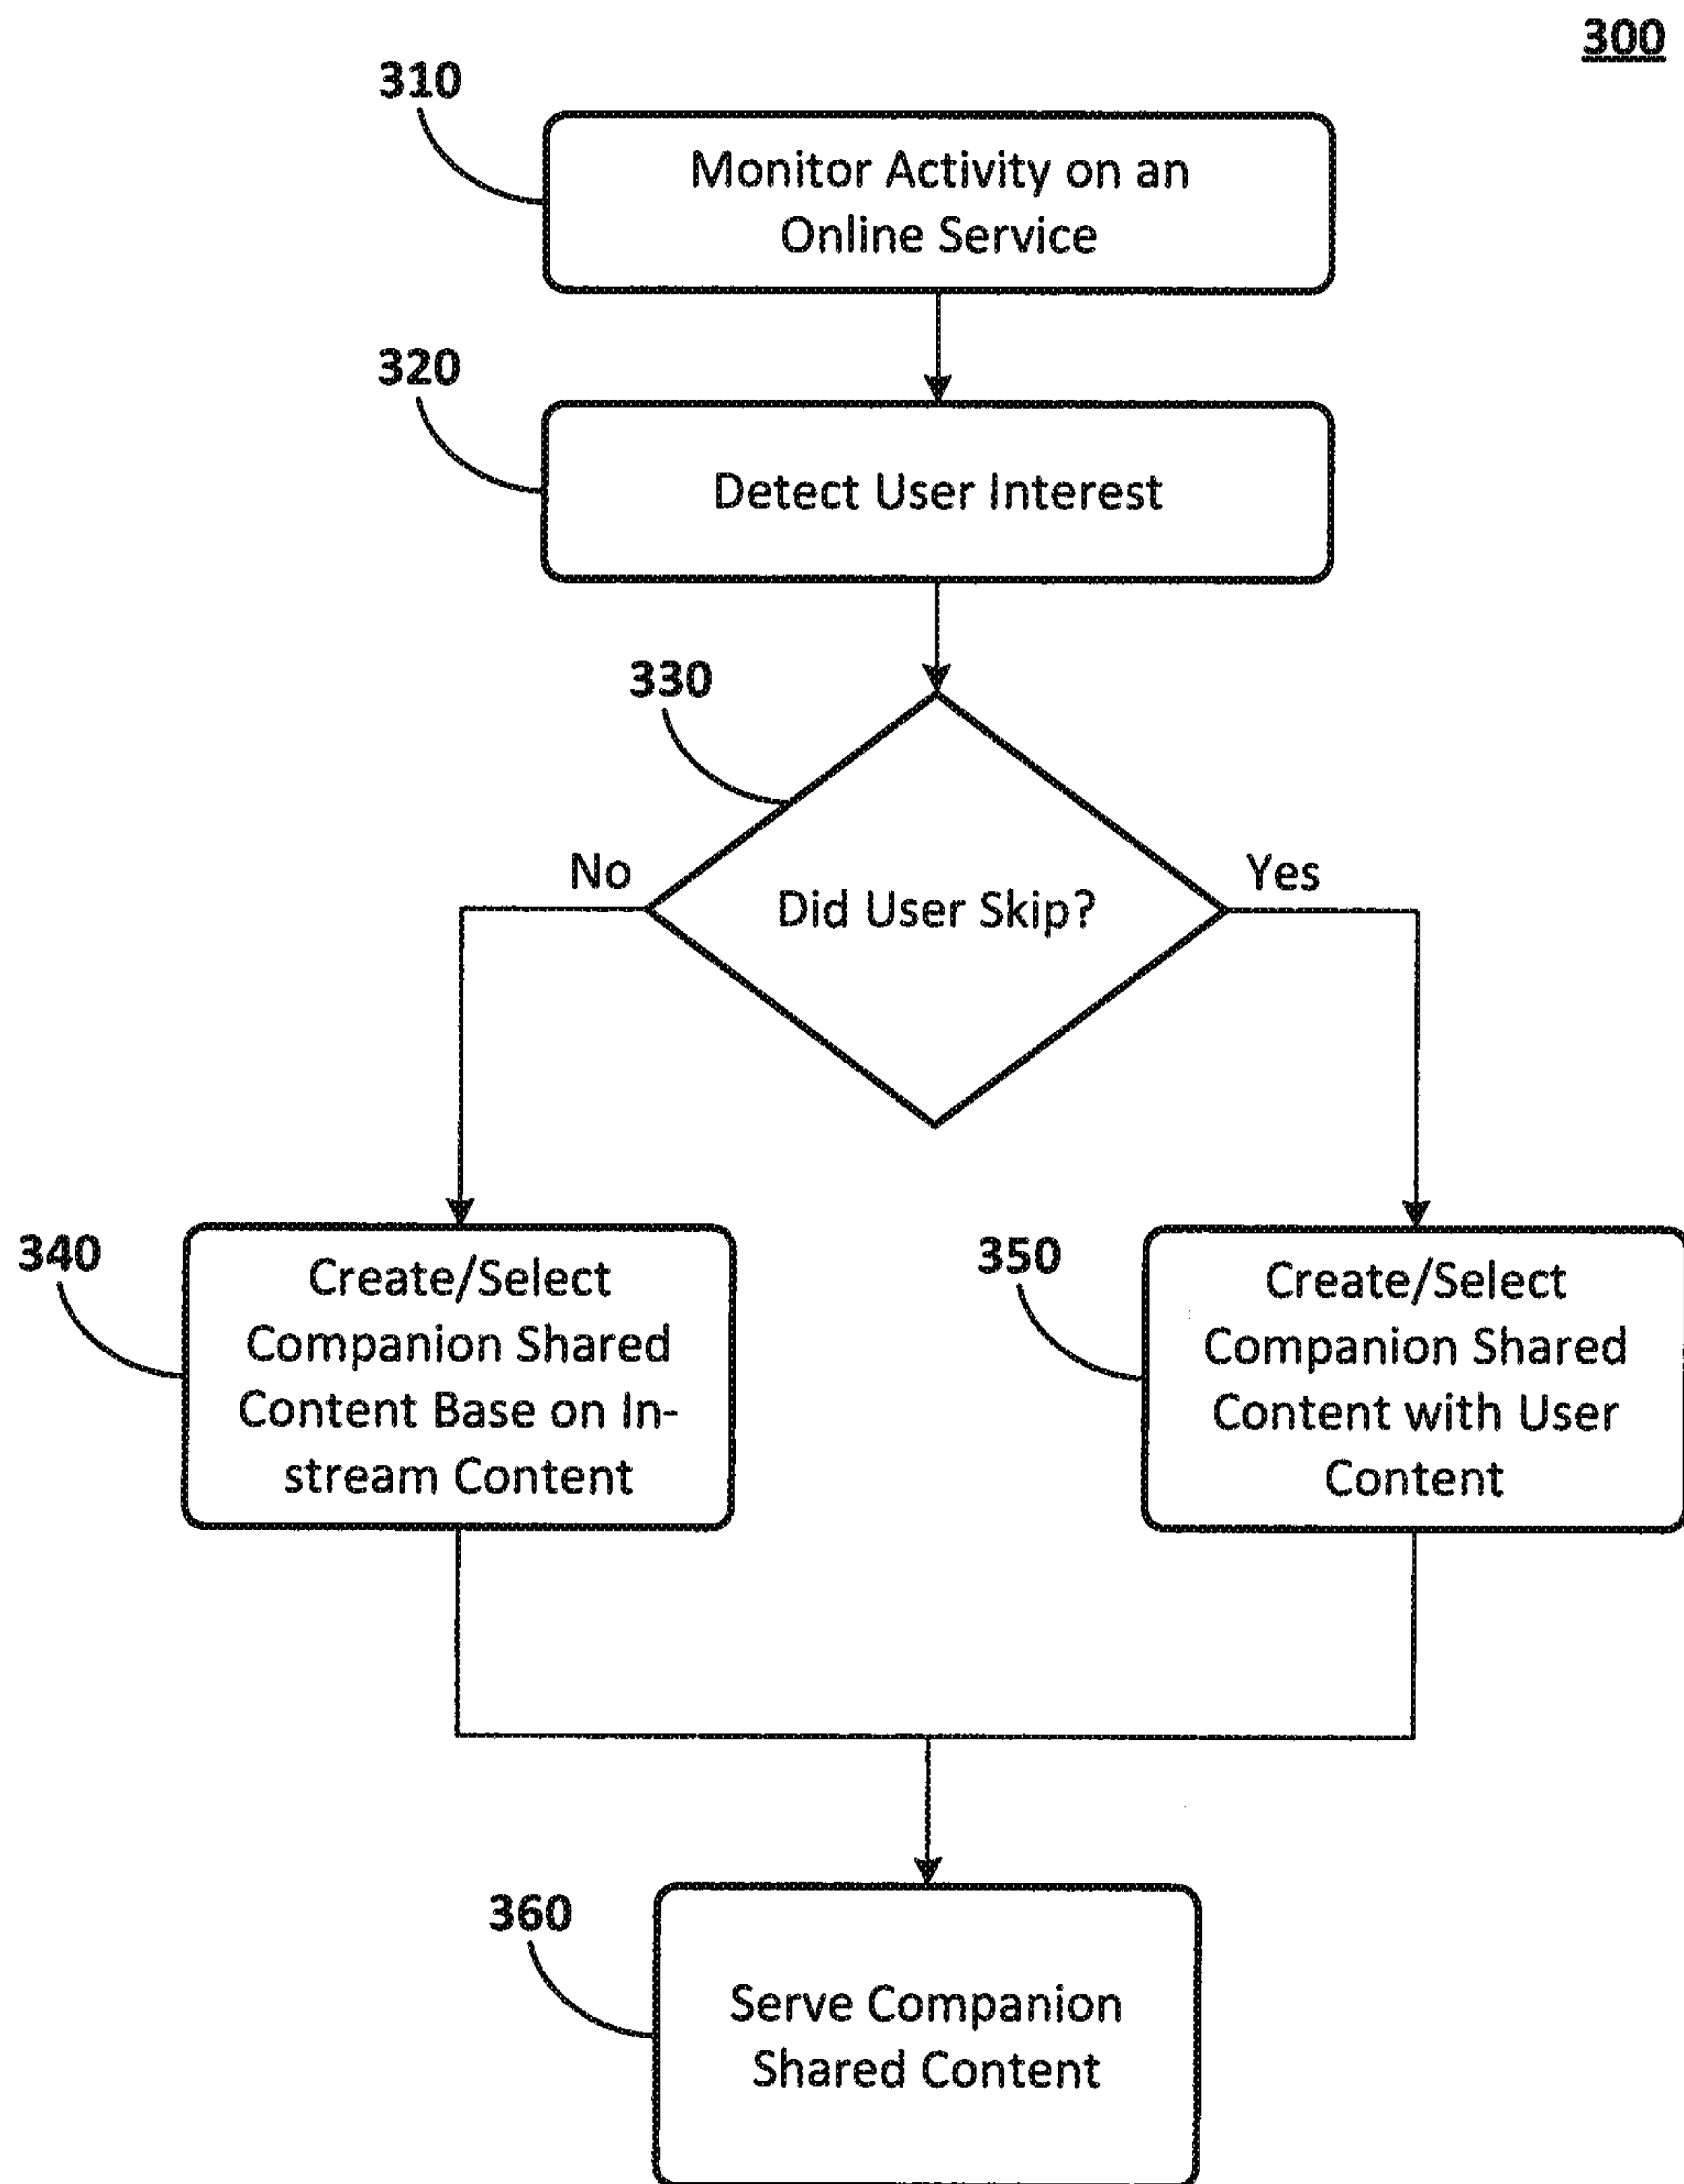 300
310
Monitor Activity on an
Online Service
320
Detect User Interest
330
No
Yes
Did User Skip?
340
Create/Select
Companion Shared
Content Base on In-
stream Content
350
Create/Select
Companion Shared
Content with User
Content
360
Serve Companion
Shared Content